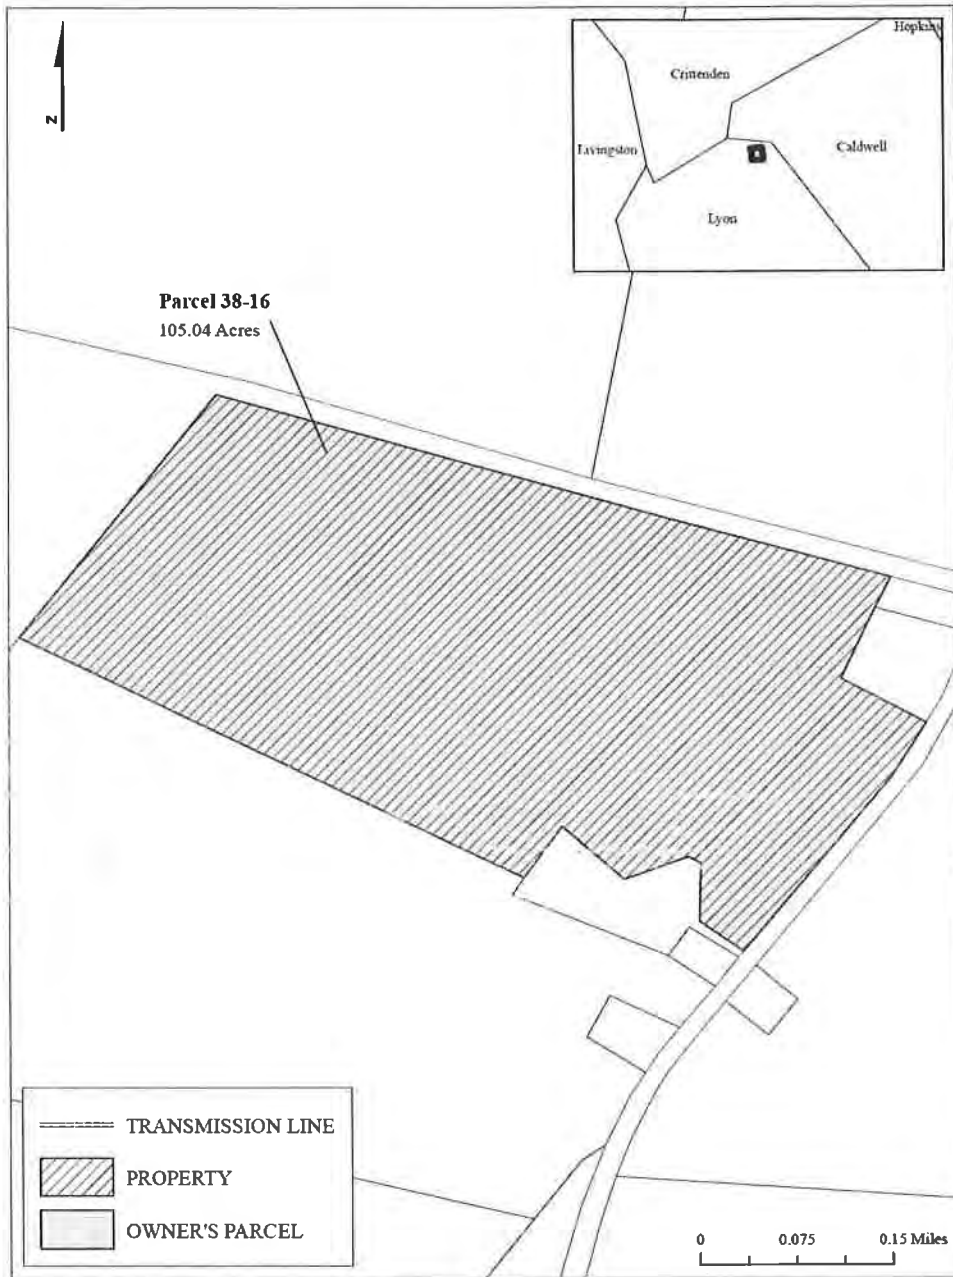 N
Hopkins
Crittenden
Livingston
Caldwell
Lyon
Parcel 38-16
105.04 Acres
TRANSMISSION LINE
PROPERTY
OWNER'S PARCEL
0 0.075 0.15 Miles